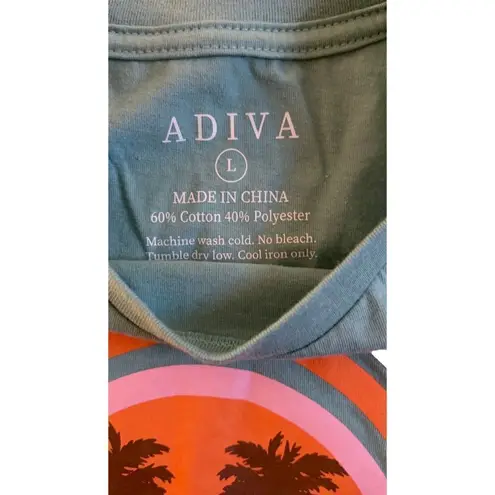 ADIVA
L
MADE IN CHINA
60% Cotton 40% Polyester
Machine wash cold. No bleach.
Tumble dry low. Cool iron only.